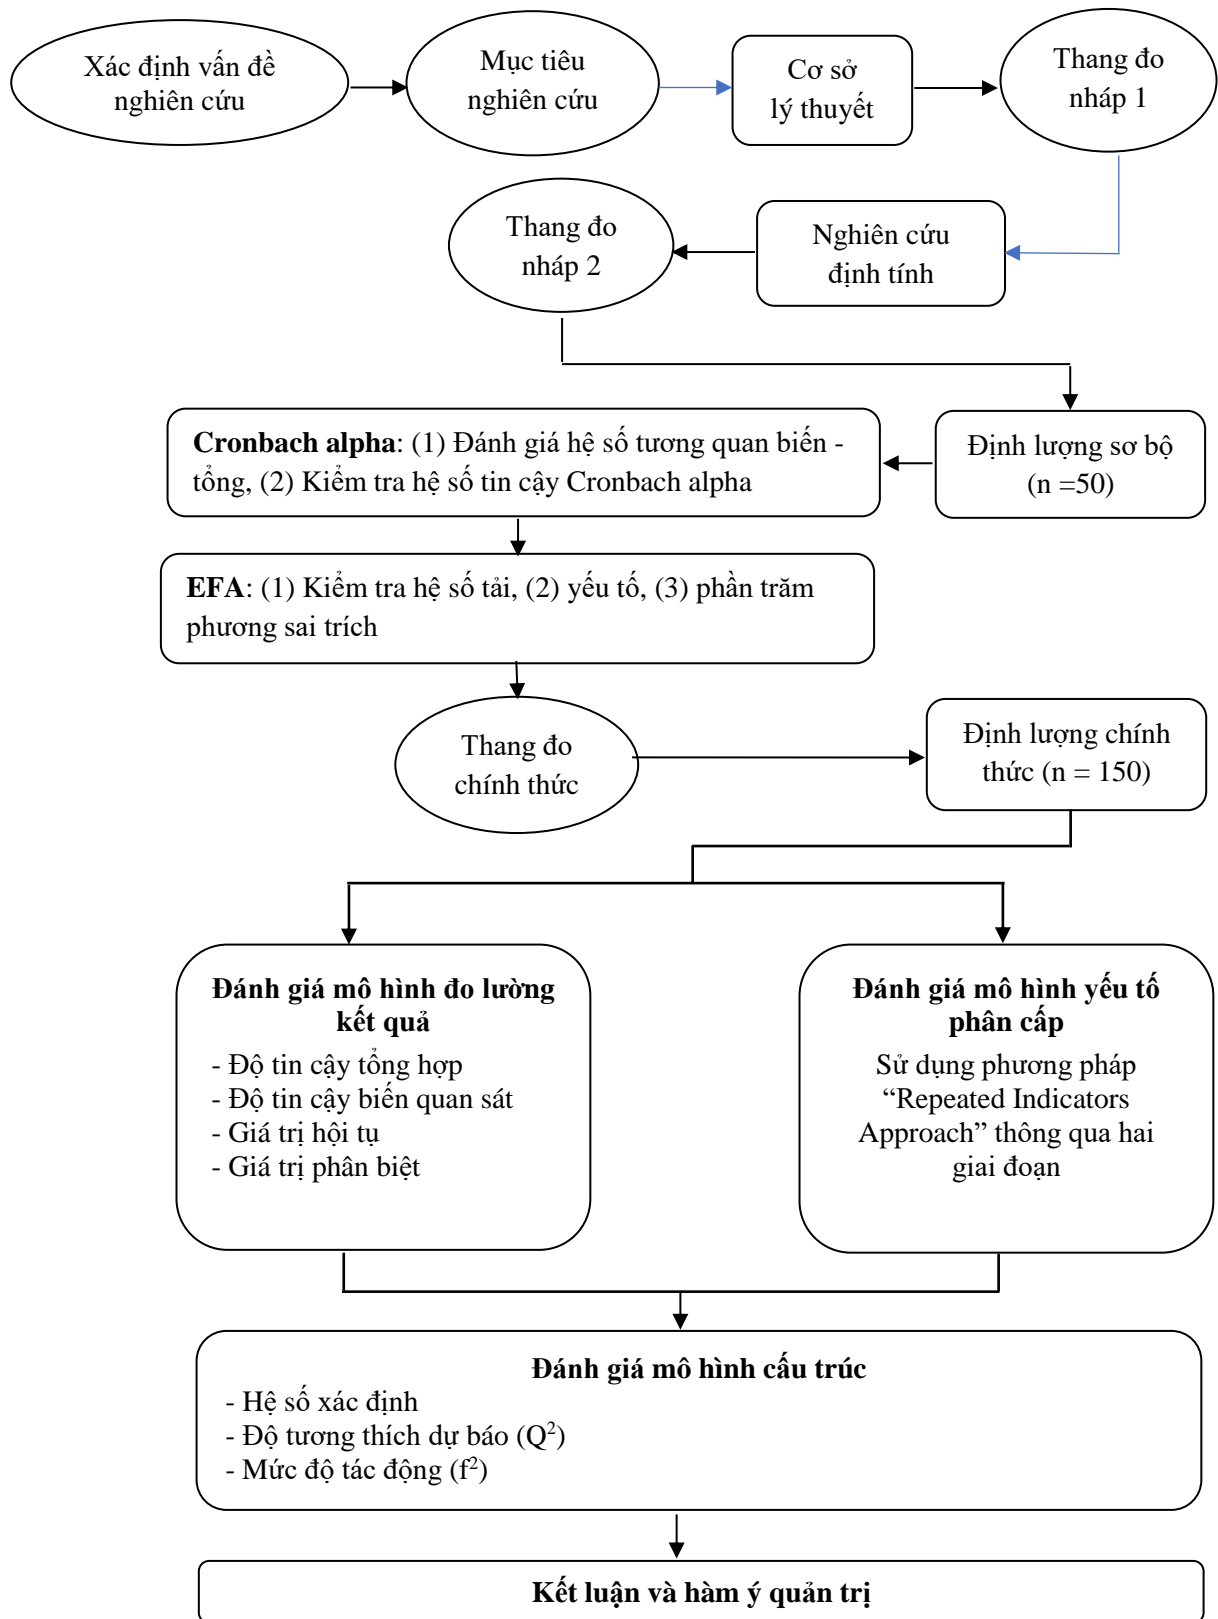 Xác định vấn đề
nghiên cứu
Mục tiêu
nghiên cứu
Cơ sở
lý thuyết
Thang đo
nháp 1
Nghiên cứu
định tính
Thang đo
nháp 2
Định lượng sơ bộ
(n =50)
Cronbach alpha: (1) Đánh giá hệ số tương quan biến -
tổng, (2) Kiểm tra hệ số tin cậy Cronbach alpha
EFA: (1) Kiểm tra hệ số tải, (2) yếu tố, (3) phần trăm
phương sai trích
Thang đo
chính thức
Định lượng chính
thức (n = 150)
Đánh giá mô hình đo lường
kết quả
- Độ tin cậy tổng hợp
- Độ tin cậy biến quan sát
- Giá trị hội tụ
- Giá trị phân biệt
Đánh giá mô hình yếu tố
phân cấp
Sử dụng phương pháp
“Repeated Indicators
Approach” thông qua hai
giai đoạn
Đánh giá mô hình cấu trúc
- Hệ số xác định
- Độ tương thích dự báo (Q²)
- Mức độ tác động (f²)
Kết luận và hàm ý quản trị